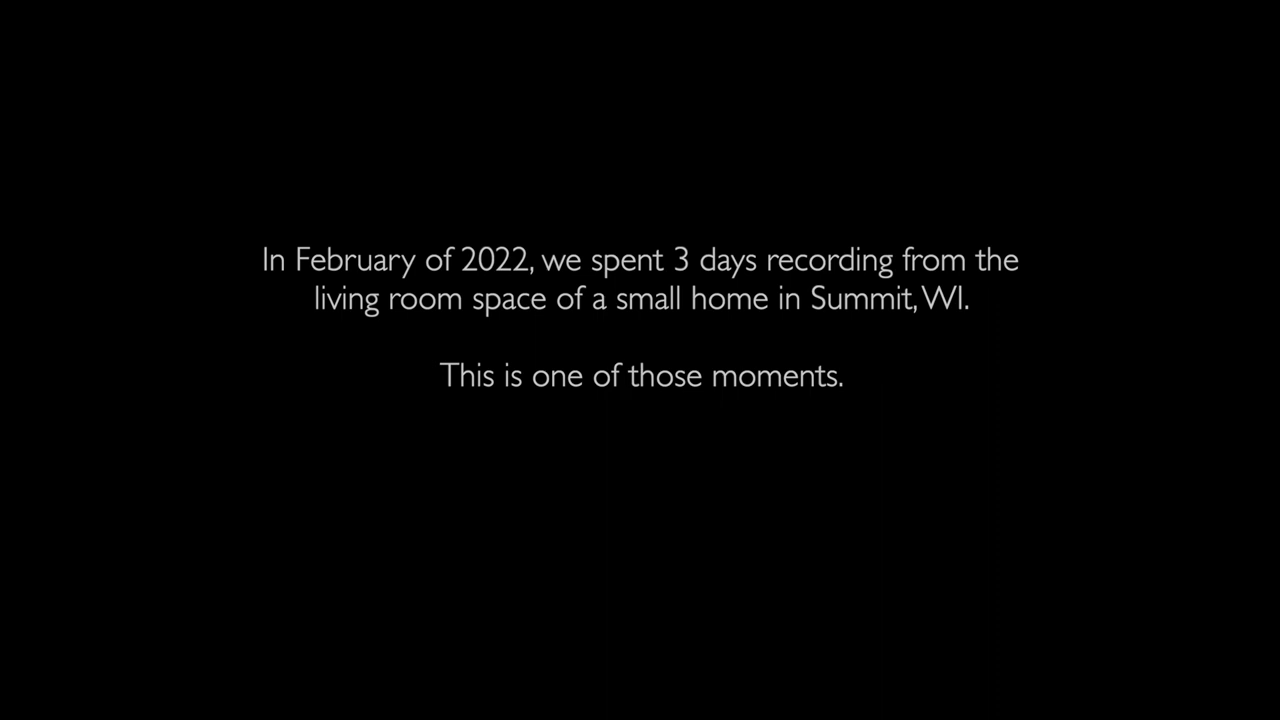 In February of 2022, we spent 3 days recording from the
living room space of a small home in Summit, WI.
This is one of those moments.